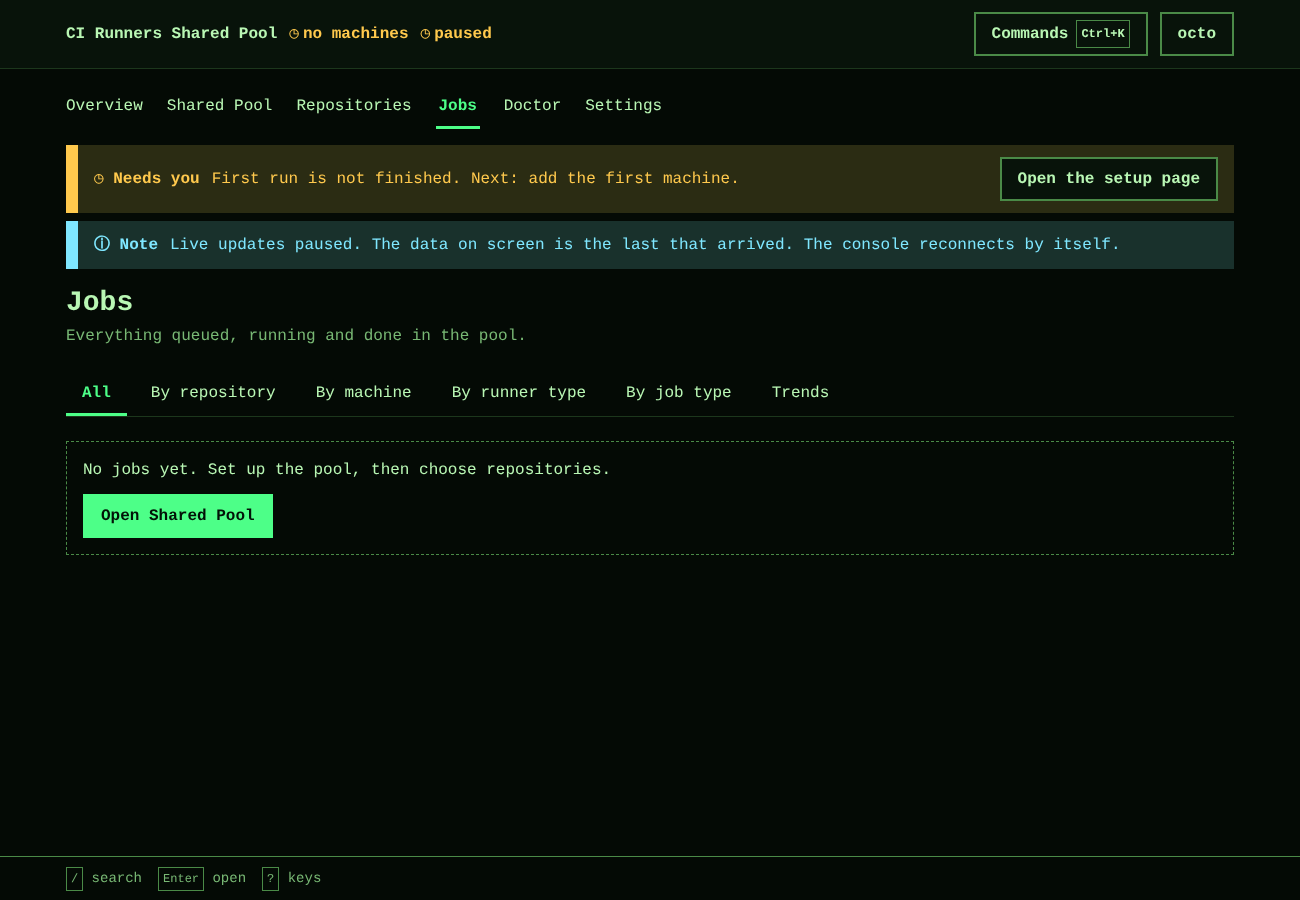 CI Runners Shared Pool ◷ no machines ◷ paused Commands Ctrl+K octo
Overview Shared Pool Repositories Jobs Doctor Settings
◷ Needs you First run is not finished. Next: add the first machine. Open the setup page
ⓘ Note Live updates paused. The data on screen is the last that arrived. The console reconnects by itself.
Jobs
Everything queued, running and done in the pool.
All By repository By machine By runner type By job type Trends
No jobs yet. Set up the pool, then choose repositories.
Open Shared Pool
/ search Enter open ? keys